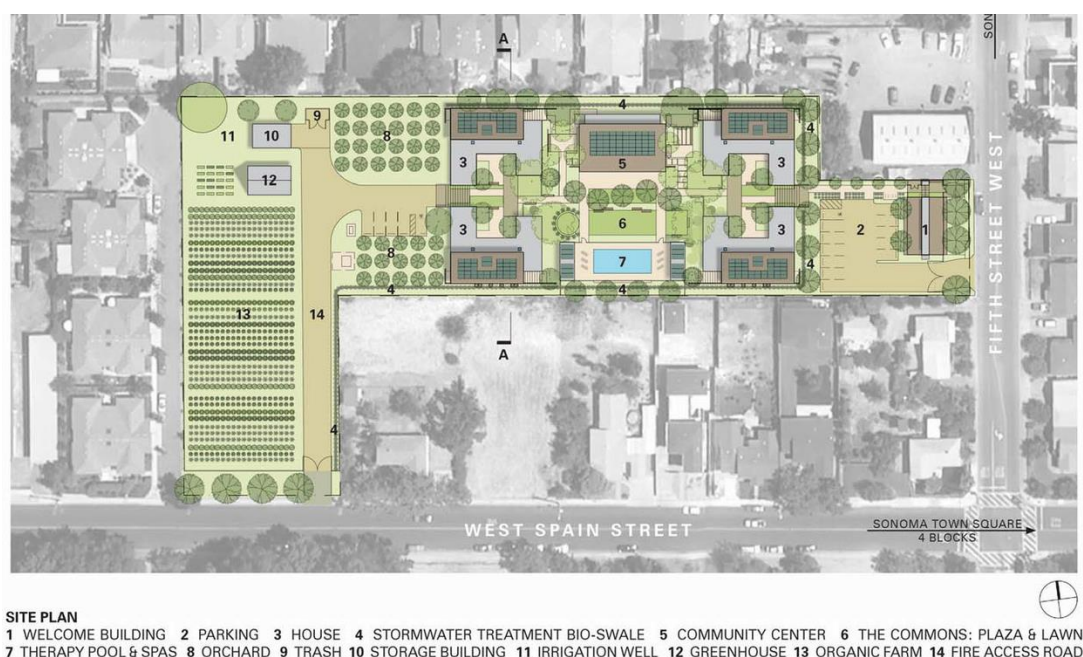 SON
A
4
9
11
10
8
4
3
5
3
12
3
6
3
2
1
8
7
4
4
4
13
14
A
4
FIFTH STREET WEST
WEST SPAIN STREET
SONOMA TOWN SQUARE
4 BLOCKS
SITE PLAN
1 WELCOME BUILDING 2 PARKING 3 HOUSE 4 STORMWATER TREATMENT BIO-SWALE 5 COMMUNITY CENTER 6 THE COMMONS: PLAZA & LAWN
7 THERAPY POOL & SPAS 8 ORCHARD 9 TRASH 10 STORAGE BUILDING 11 IRRIGATION WELL 12 GREENHOUSE 13 ORGANIC FARM 14 FIRE ACCESS ROAD